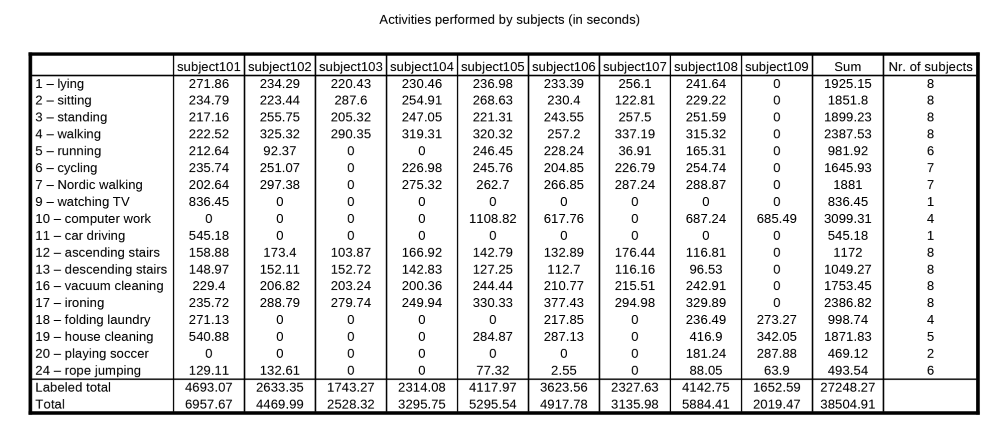 Activities performed by subjects (in seconds)
subject101 subject102 subject103 subject104 subject105 subject106 subject107 subject108 subject109 Sum Nr. of subjects
1 – lying 271.86 234.29 220.43 230.46 236.98 233.39 256.1 241.64 0 1925.15 8
2 – sitting 234.79 223.44 287.6 254.91 268.63 230.4 122.81 229.22 0 1851.8 8
3 – standing 217.16 255.75 205.32 247.05 221.31 243.55 257.5 251.59 0 1899.23 8
4 – walking 222.52 325.32 290.35 319.31 320.32 257.2 337.19 315.32 0 2387.53 8
5 – running 212.64 92.37 0 0 246.45 228.24 36.91 165.31 0 981.92 6
6 – cycling 235.74 251.07 0 226.98 245.76 204.85 226.79 254.74 0 1645.93 7
7 – Nordic walking 202.64 297.38 0 275.32 262.7 266.85 287.24 288.87 0 1881 7
9 – watching TV 836.45 0 0 0 0 0 0 0 0 836.45 1
10 – computer work 0 0 0 0 1108.82 617.76 0 687.24 685.49 3099.31 4
11 – car driving 545.18 0 0 0 0 0 0 0 0 545.18 1
12 – ascending stairs 158.88 173.4 103.87 166.92 142.79 132.89 176.44 116.81 0 1172 8
13 – descending stairs 148.97 152.11 152.72 142.83 127.25 112.7 116.16 96.53 0 1049.27 8
16 – vacuum cleaning 229.4 206.82 203.24 200.36 244.44 210.77 215.51 242.91 0 1753.45 8
17 – ironing 235.72 288.79 279.74 249.94 330.33 377.43 294.98 329.89 0 2386.82 8
18 – folding laundry 271.13 0 0 0 0 217.85 0 236.49 273.27 998.74 4
19 – house cleaning 540.88 0 0 0 284.87 287.13 0 416.9 342.05 1871.83 5
20 – playing soccer 0 0 0 0 0 0 0 181.24 287.88 469.12 2
24 – rope jumping 129.11 132.61 0 0 77.32 2.55 0 88.05 63.9 493.54 6
Labeled total 4693.07 2633.35 1743.27 2314.08 4117.97 3623.56 2327.63 4142.75 1652.59 27248.27
Total 6957.67 4469.99 2528.32 3295.75 5295.54 4917.78 3135.98 5884.41 2019.47 38504.91